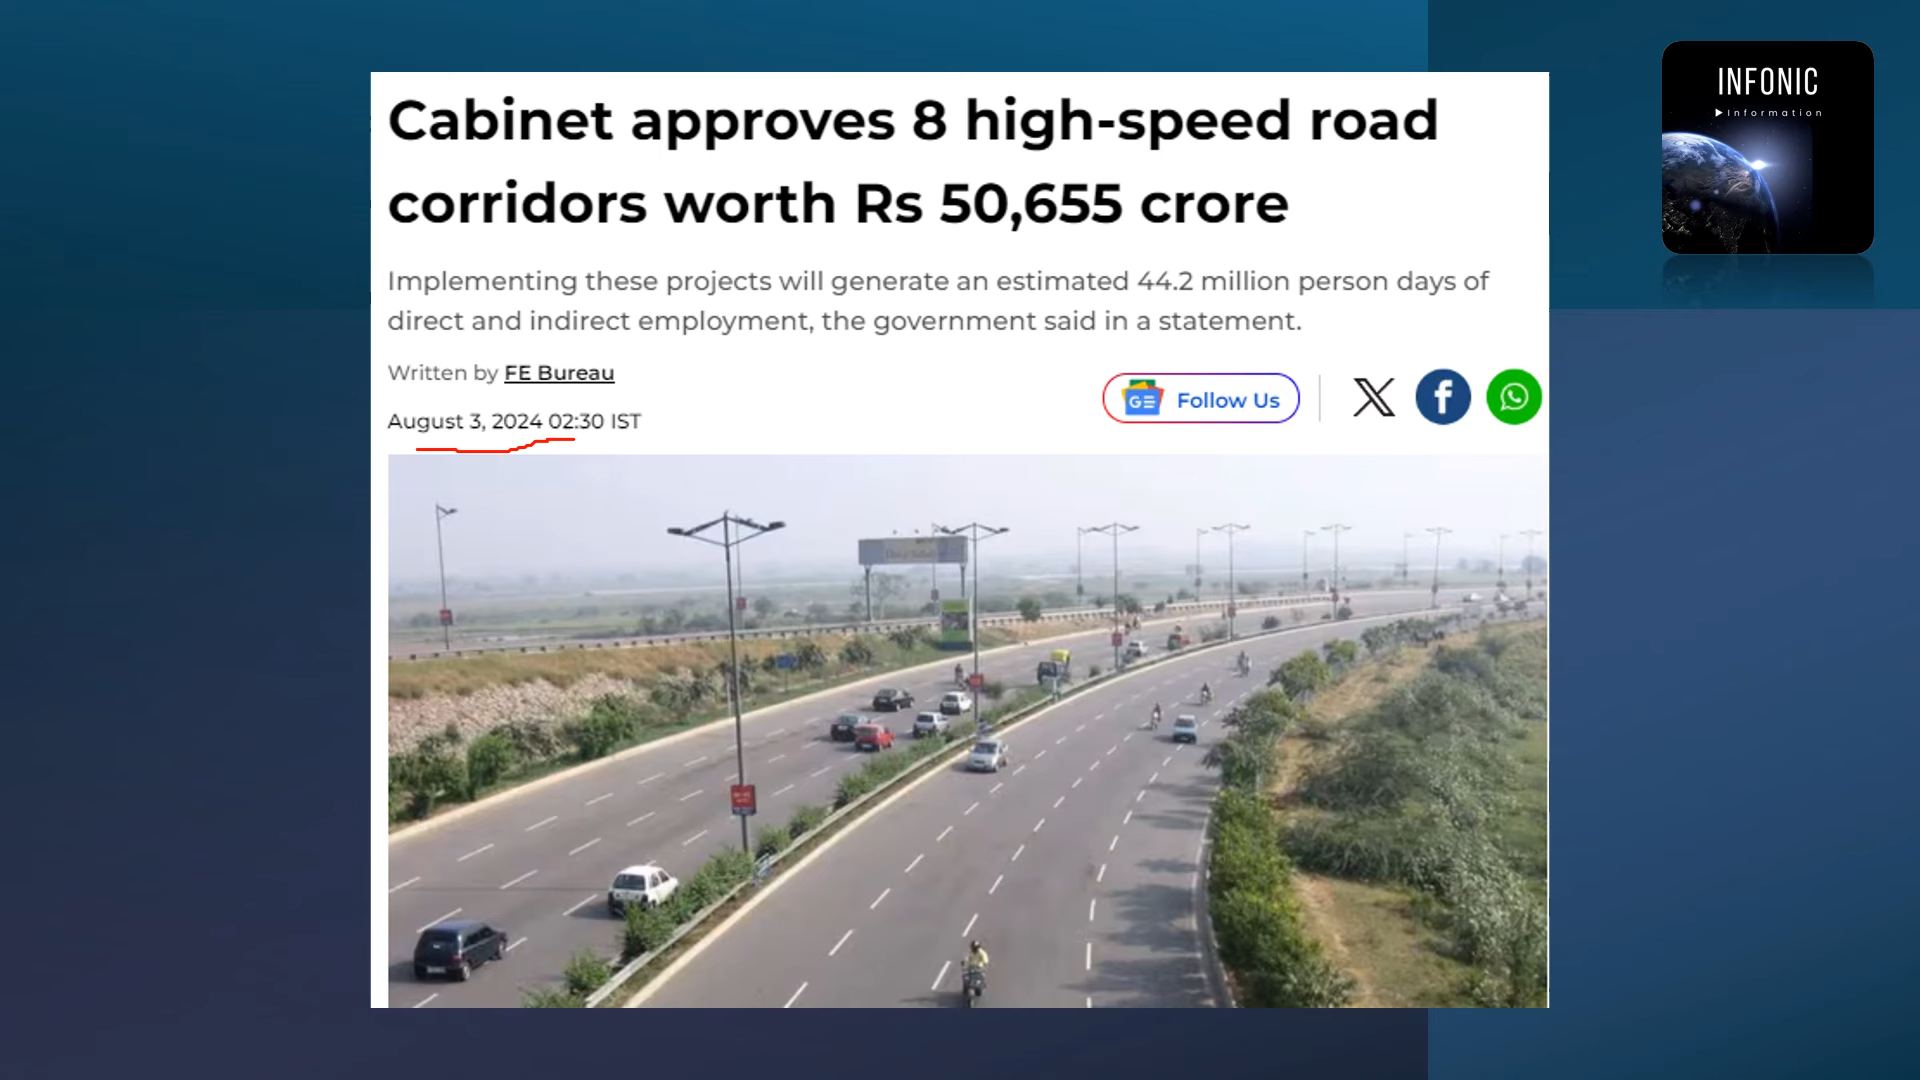 Cabinet approves 8 high-speed road
corridors worth Rs 50,655 crore
Implementing these projects will generate an estimated 44.2 million person days of
direct and indirect employment, the government said in a statement.
Written by FE Bureau
August 3, 2024 02:30 IST
GE Follow Us
INFONIC
Information